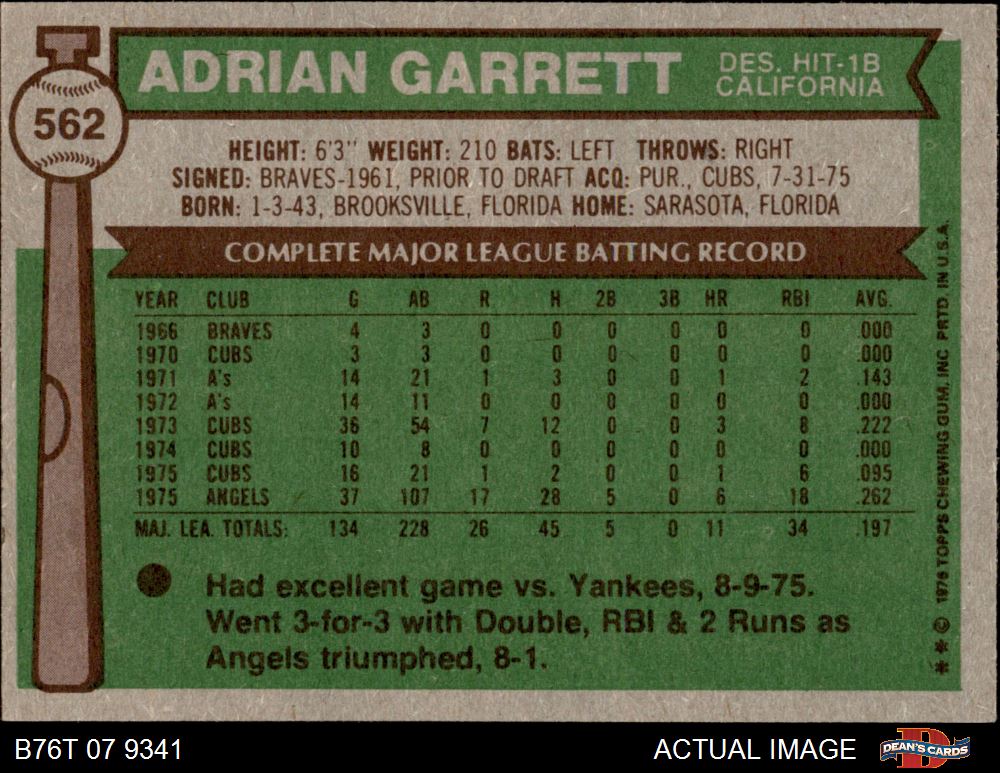 562
ADRIAN GARRETT
DES. HIT-1B
CALIFORNIA
HEIGHT: 6'3" WEIGHT: 210 BATS: LEFT THROWS: RIGHT
SIGNED: BRAVES-1961, PRIOR TO DRAFT ACQ: PUR., CUBS, 7-31-75
BORN: 1-3-43, BROOKSVILLE, FLORIDA HOME: SARASOTA, FLORIDA
COMPLETE MAJOR LEAGUE BATTING RECORD
YEAR CLUB G AB R H 2B 3B HR RBI AVG.
1966 BRAVES 4 3 0 0 0 0 0 0 .000
1970 CUBS 3 3 0 0 0 0 0 0 .000
1971 A's 14 21 1 3 0 0 1 2 .143
1972 A's 14 11 0 0 0 0 0 0 .000
1973 CUBS 36 54 7 12 0 0 3 8 .222
1974 CUBS 10 8 0 0 0 0 0 0 .000
1975 CUBS 16 21 1 2 0 0 1 6 .095
1975 ANGELS 37 107 17 28 5 0 6 18 .262
MAJ. LEA. TOTALS: 134 228 26 45 5 0 11 34 .197
Had excellent game vs. Yankees, 8-9-75.
Went 3-for-3 with Double, RBI & 2 Runs as
Angels triumphed, 8-1.
* * © 1976 TOPPS CHEWING GUM, INC PRTD. IN U.S.A.
B76T 07 9341
ACTUAL IMAGE
D
DEAN'S CARDS